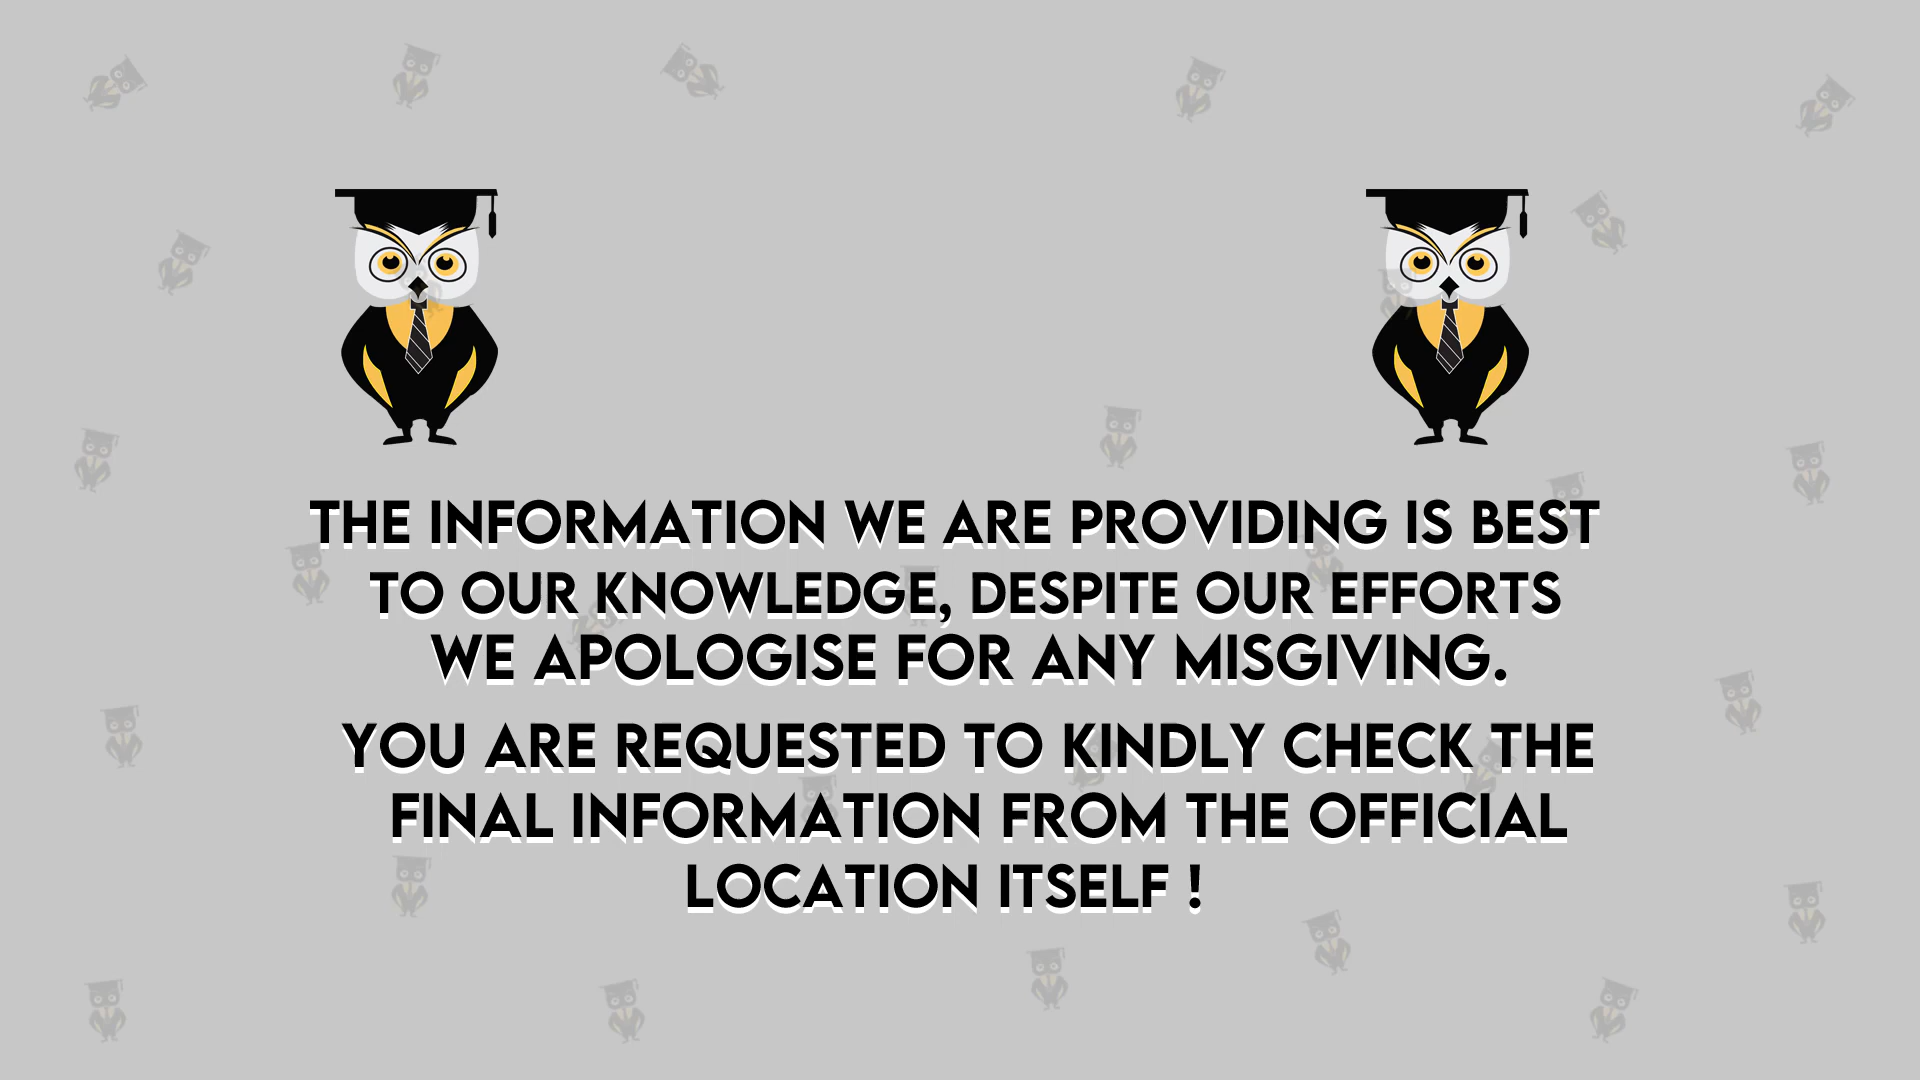 THE INFORMATION WE ARE PROVIDING IS BEST
TO OUR KNOWLEDGE, DESPITE OUR EFFORTS
WE APOLOGISE FOR ANY MISGIVING.
YOU ARE REQUESTED TO KINDLY CHECK THE
FINAL INFORMATION FROM THE OFFICIAL
LOCATION ITSELF !